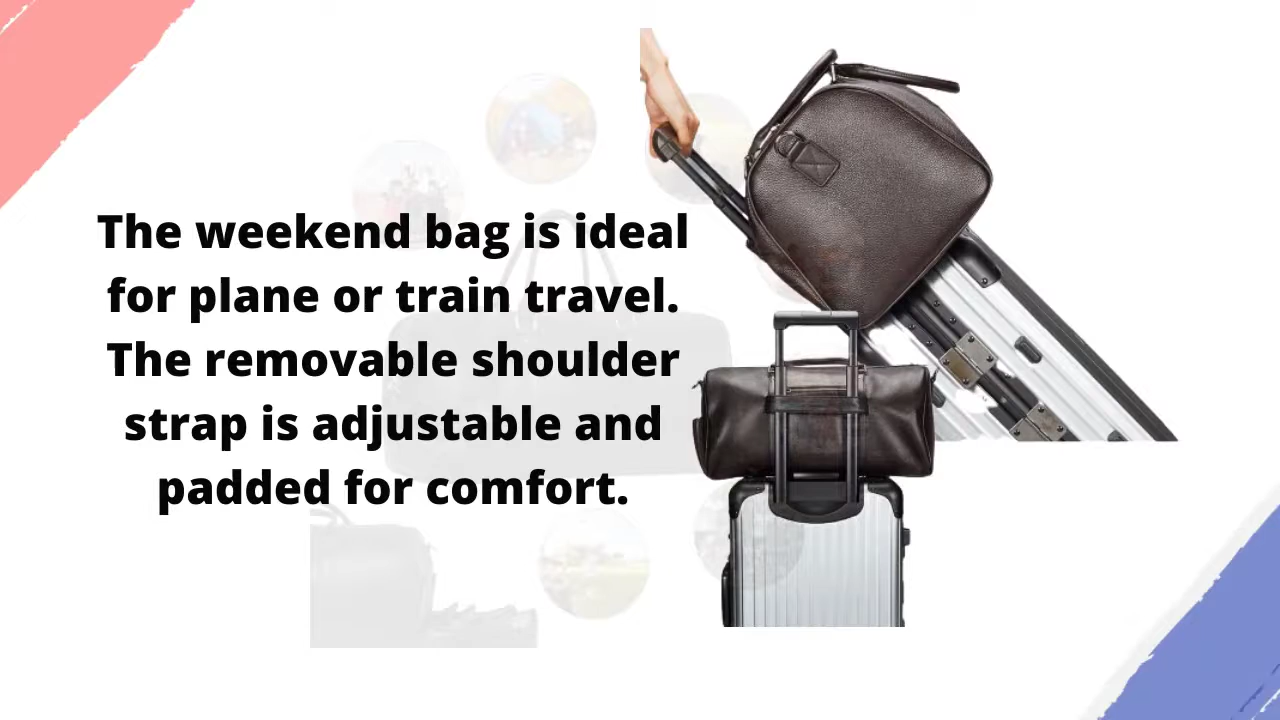 The weekend bag is ideal
for plane or train travel.
The removable shoulder
strap is adjustable and
padded for comfort.